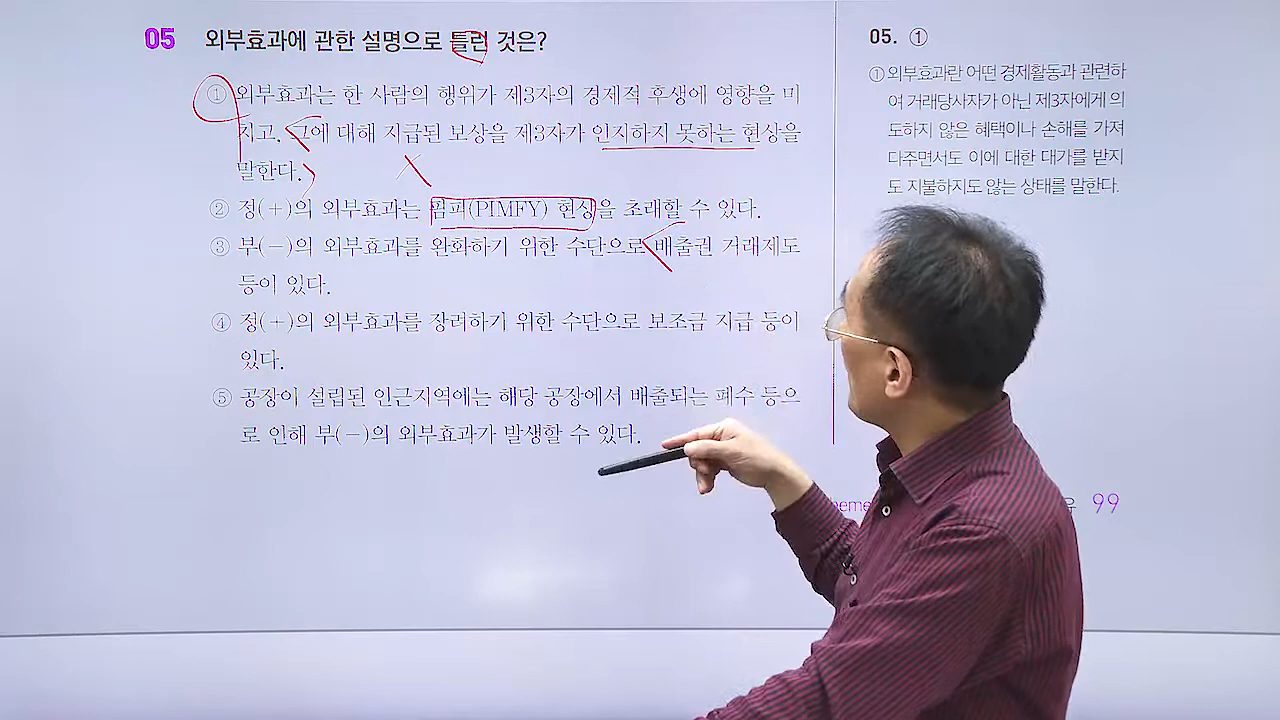 05 외부효과에 관한 설명으로 틀린 것은?
① 외부효과는 한 사람의 행위가 제3자의 경제적 후생에 영향을 미
치고, 그에 대해 지급된 보상을 제3자가 인지하지 못하는 현상을
말한다.
② 정(+)의 외부효과는 핌피(PIMFY) 현상을 초래할 수 있다.
③ 부(-)의 외부효과를 완화하기 위한 수단으로 배출권 거래제도
등이 있다.
④ 정(+)의 외부효과를 장려하기 위한 수단으로 보조금 지급 등이
있다.
⑤ 공장이 설립된 인근지역에는 해당 공장에서 배출되는 폐수 등으
로 인해 부(-)의 외부효과가 발생할 수 있다.
05. ①
① 외부효과란 어떤 경제활동과 관련하
여 거래당사자가 아닌 제3자에게 의
도하지 않은 혜택이나 손해를 가져
다주면서도 이에 대한 대가를 받지
도 지불하지도 않는 상태를 말한다.
99